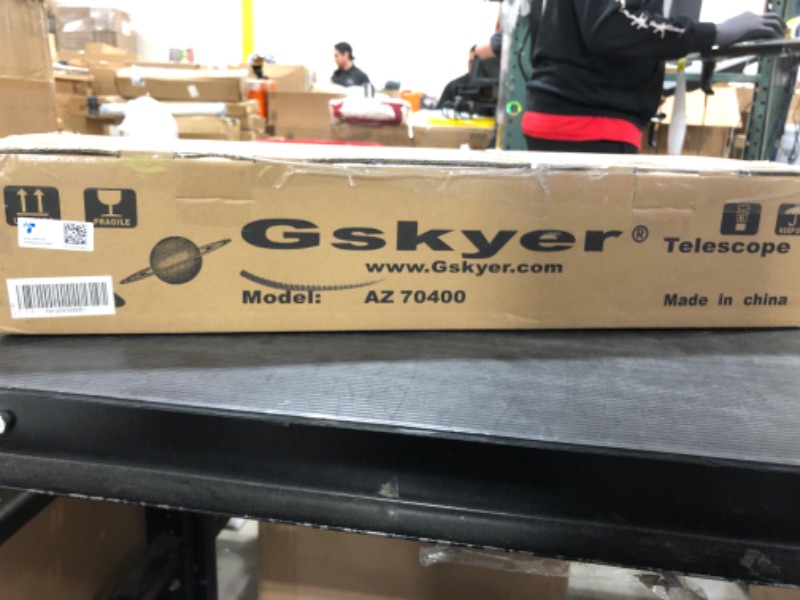 FRAGILE
Gskyer®
Telescope
www.Gskyer.com
Model: AZ 70400
Made in china